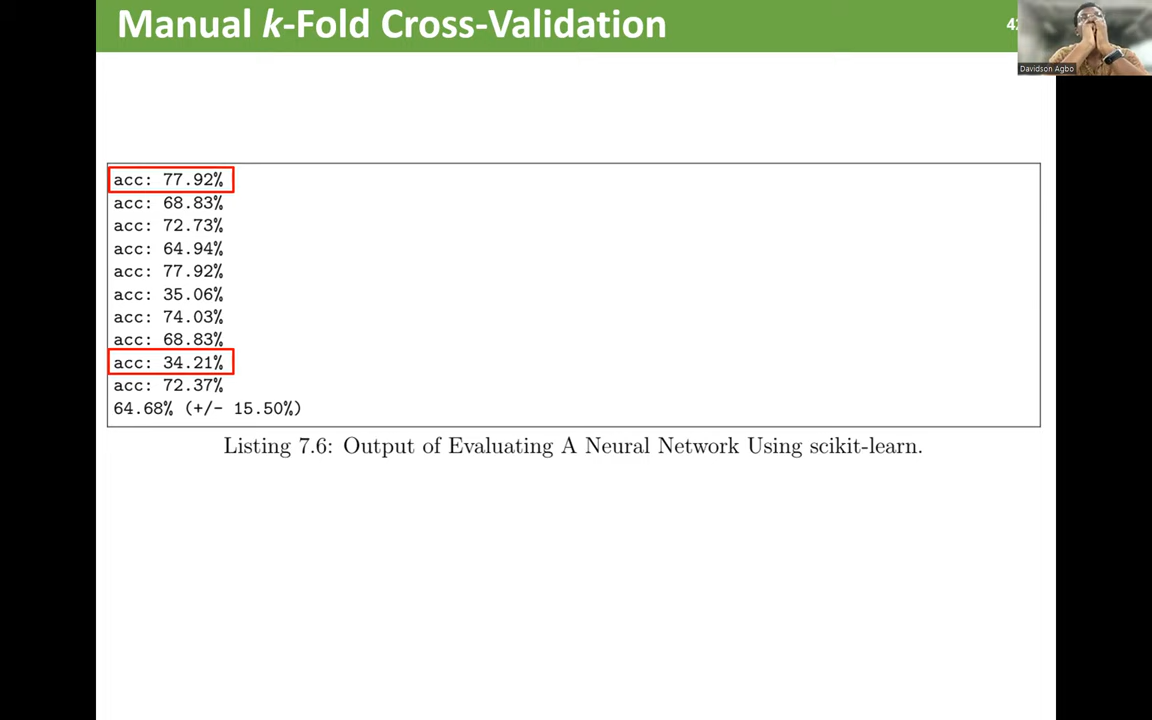 Manual k-Fold Cross-Validation
Davidson Agbo
acc: 77.92%
acc: 68.83%
acc: 72.73%
acc: 64.94%
acc: 77.92%
acc: 35.06%
acc: 74.03%
acc: 68.83%
acc: 34.21%
acc: 72.37%
64.68% (+/- 15.50%)
Listing 7.6: Output of Evaluating A Neural Network Using scikit-learn.